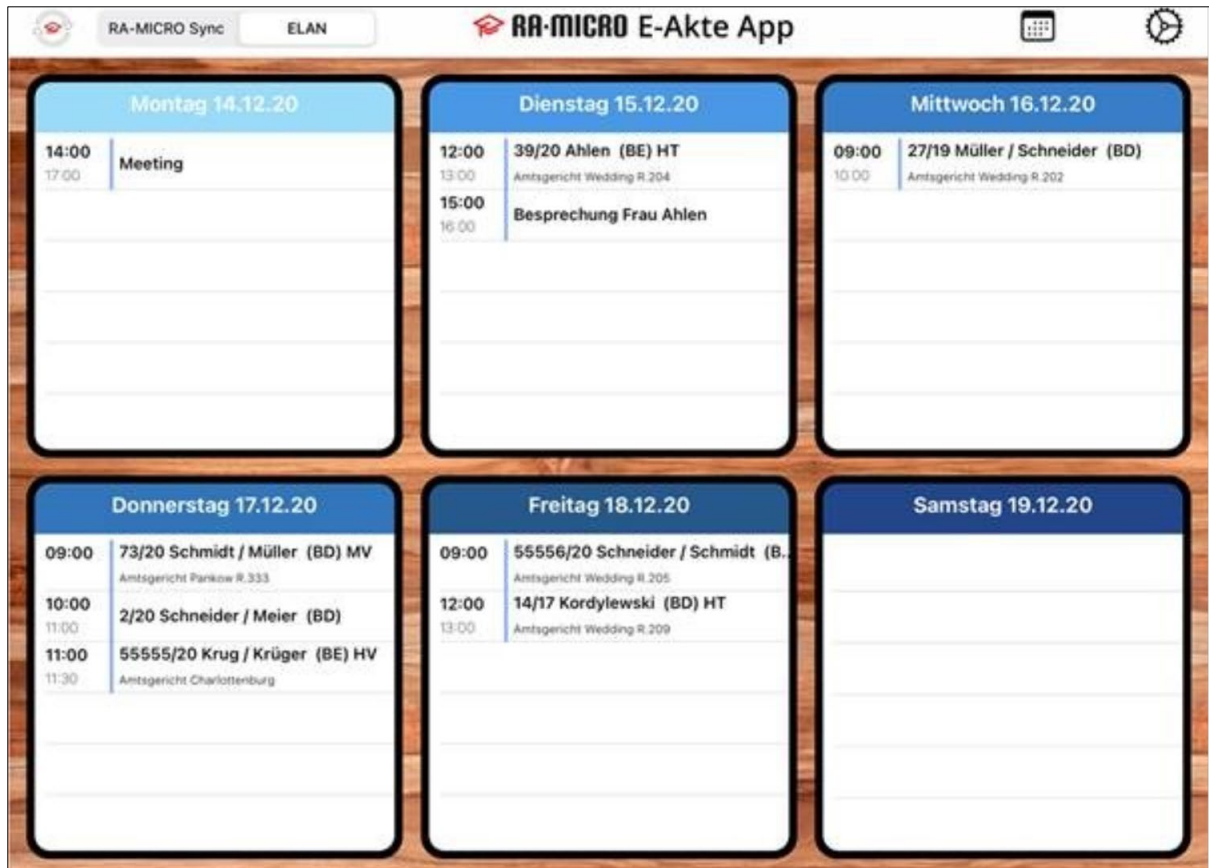 RA-MICRO Sync ELAN RA-MICRO E-Akte App
Montag 14.12.20
14:00 Meeting
17:00
Dienstag 15.12.20
12:00 39/20 Ahlen (BE) HT
13:00 Amtsgericht Wedding R.204
15:00 Besprechung Frau Ahlen
16:00
Mittwoch 16.12.20
09:00 27/19 Müller / Schneider (BD)
10:00 Amtsgericht Wedding R.202
Donnerstag 17.12.20
09:00 73/20 Schmidt / Müller (BD) MV
Amtsgericht Pankow R.333
10:00 2/20 Schneider / Meier (BD)
11:00
11:00 55555/20 Krug / Krüger (BE) HV
11:30 Amtsgericht Charlottenburg
Freitag 18.12.20
09:00 55556/20 Schneider / Schmidt (B..
Amtsgericht Wedding R.205
12:00 14/17 Kordylewski (BD) HT
13:00 Amtsgericht Wedding R.209
Samstag 19.12.20